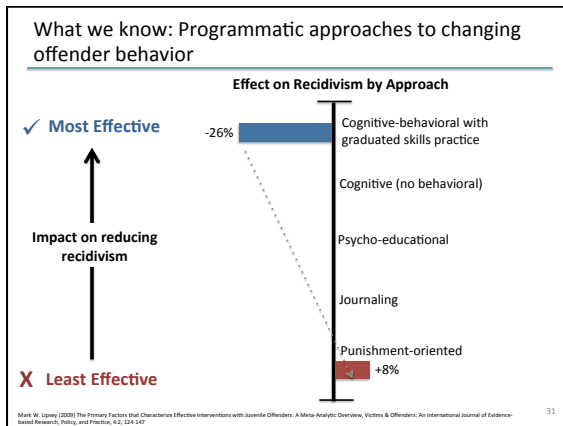 What we know: Programmatic approaches to changing
offender behavior
Effect on Recidivism by Approach
✓ Most Effective
-26%
Cognitive-behavioral with
graduated skills practice
Cognitive (no behavioral)
Impact on reducing
recidivism
Psycho-educational
Journaling
Punishment-oriented
X Least Effective
+8%
Mark W. Lipsey (2009) The Primary Factors that Characterize Effective Interventions with Juvenile Offenders: A Meta-Analytic Overview, Victims & Offenders: An International Journal of Evidence-
based Research, Policy, and Practice, 4:2, 124-147
31